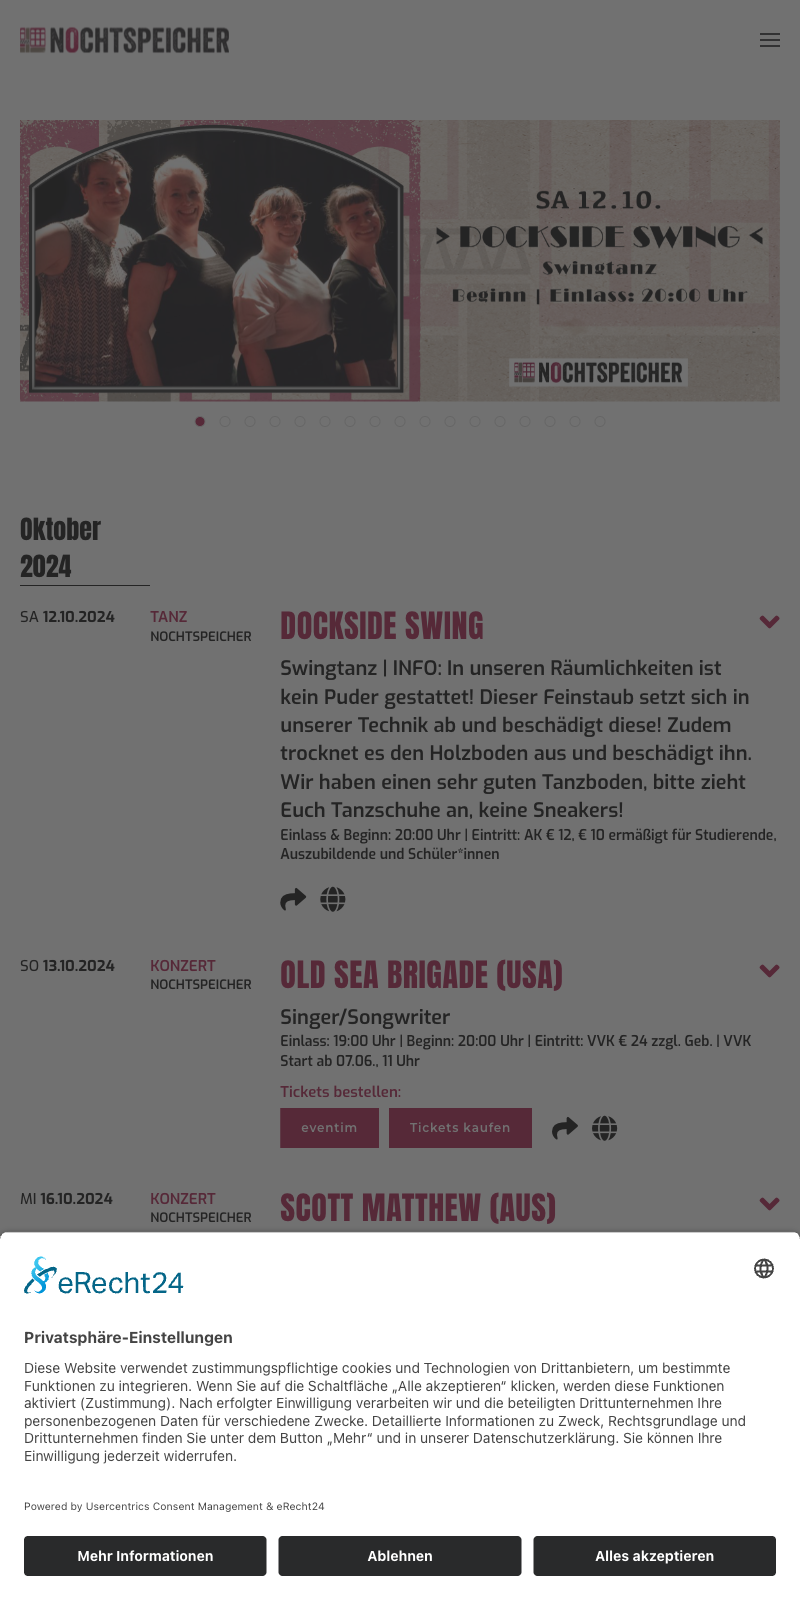 NOCHTSPEICHER
SA 12.10.
> DOCKSIDE SWING <
Swingtanz
Beginn | Einlass: 20:00 Uhr
NOCHTSPEICHER
Oktober
2024
SA 12.10.2024
TANZ
NOCHTSPEICHER
DOCKSIDE SWING
Swingtanz | INFO: In unseren Räumlichkeiten ist
kein Puder gestattet! Dieser Feinstaub setzt sich in
unserer Technik ab und beschädigt diese! Zudem
trocknet es den Holzboden aus und beschädigt ihn.
Wir haben einen sehr guten Tanzboden, bitte zieht
Euch Tanzschuhe an, keine Sneakers!
Einlass & Beginn: 20:00 Uhr | Eintritt: AK € 12, € 10 ermäßigt für Studierende,
Auszubildende und Schüler*innen
SO 13.10.2024
KONZERT
NOCHTSPEICHER
OLD SEA BRIGADE (USA)
Singer/Songwriter
Einlass: 19:00 Uhr | Beginn: 20:00 Uhr | Eintritt: VVK € 24 zzgl. Geb. | VVK
Start ab 07.06., 11 Uhr
Tickets bestellen:
eventim
Tickets kaufen
MI 16.10.2024
KONZERT
NOCHTSPEICHER
SCOTT MATTHEW (AUS)
eRecht24
Privatsphäre-Einstellungen
Diese Website verwendet zustimmungspflichtige cookies und Technologien von Drittanbietern, um bestimmte
Funktionen zu integrieren. Wenn Sie auf die Schaltfläche „Alle akzeptieren“ klicken, werden diese Funktionen
aktiviert (Zustimmung). Nach erfolgter Einwilligung verarbeiten wir und die beteiligten Drittunternehmen Ihre
personenbezogenen Daten für verschiedene Zwecke. Detaillierte Informationen zu Zweck, Rechtsgrundlage und
Drittunternehmen finden Sie unter dem Button „Mehr“ und in unserer Datenschutzerklärung. Sie können Ihre
Einwilligung jederzeit widerrufen.
Powered by Usercentrics Consent Management & eRecht24
Mehr Informationen
Ablehnen
Alles akzeptieren